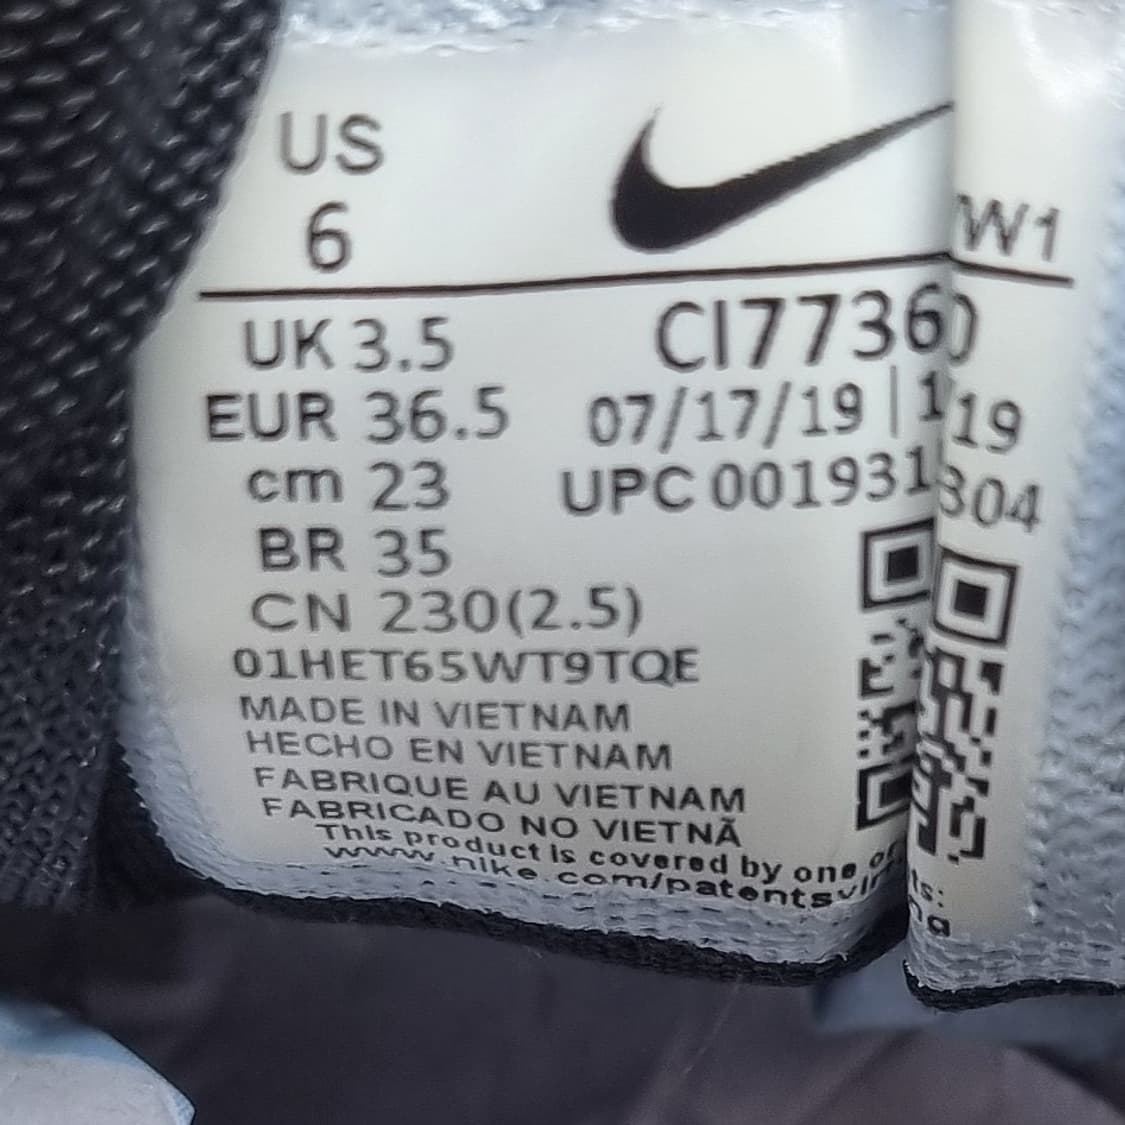 US
6
W1
UK 3.5
EUR 36.5
cm 23
BR 35
CN 230(2.5)
CI7736
07/17/19 | 1 /19
UPC 001931 304
01HET65WT9TQE
MADE IN VIETNAM
HECHO EN VIETNAM
FABRIQUE AU VIETNAM
FABRICADO NO VIETNÃ
This product is covered by one
www.nike.com/patents